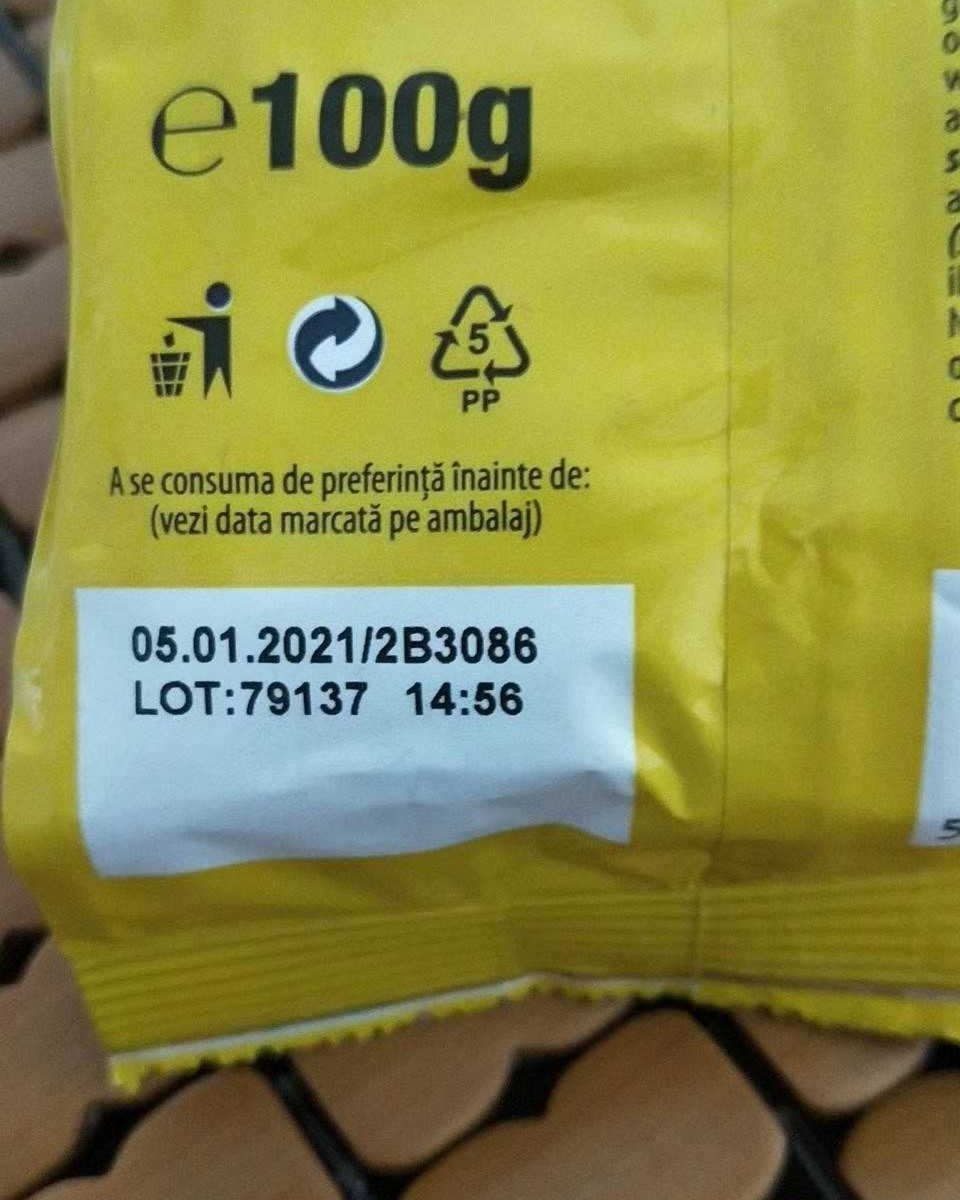 ℮100g
5
PP
A se consuma de preferință înainte de:
(vezi data marcată pe ambalaj)
05.01.2021/2B3086
LOT:79137 14:56